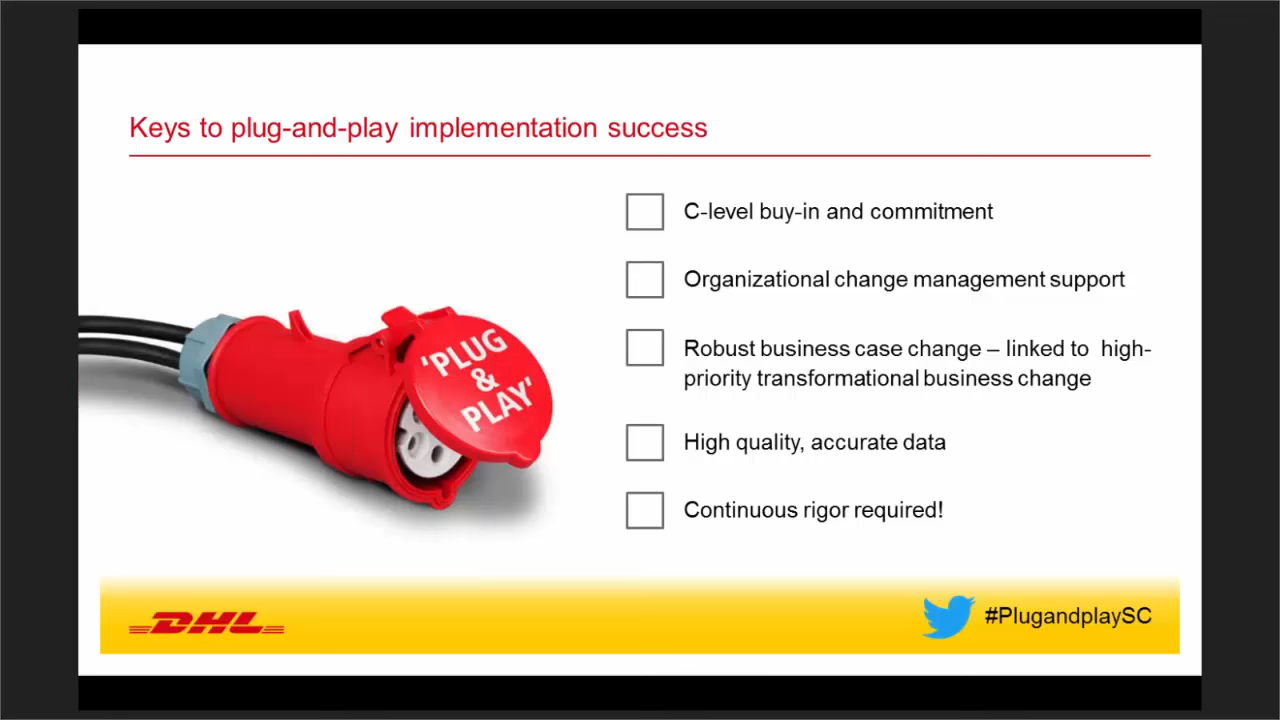 Keys to plug-and-play implementation success
C-level buy-in and commitment
Organizational change management support
Robust business case change – linked to high-
priority transformational business change
High quality, accurate data
Continuous rigor required!
'PLUG
&
PLAY'
DHL
#PlugandplaySC